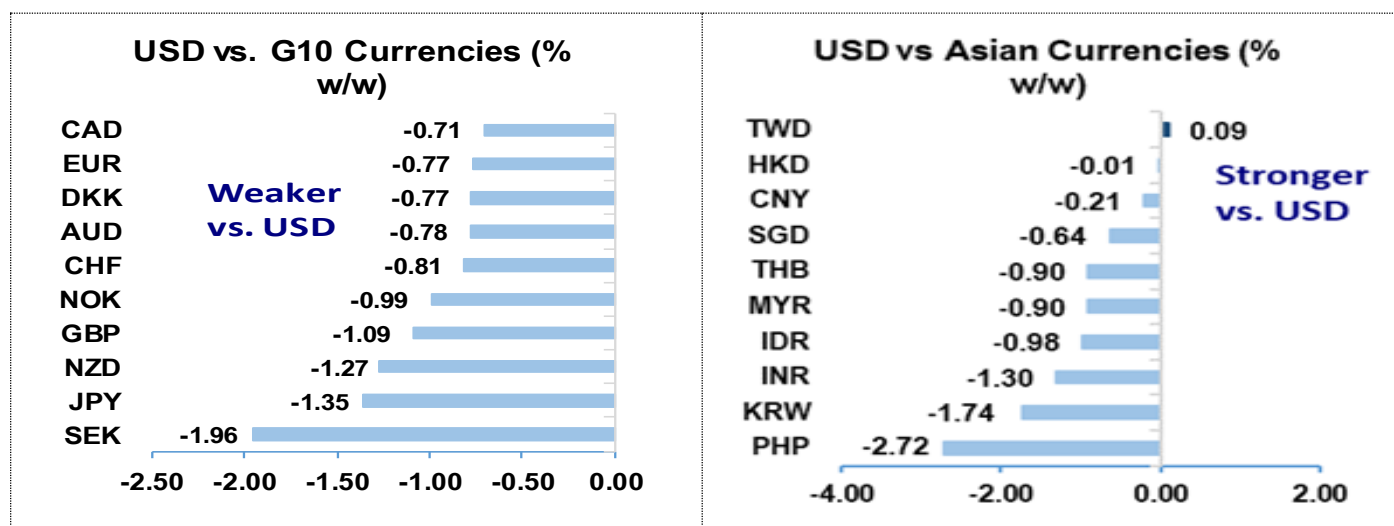 USD vs. G10 Currencies (%
w/w)
CAD -0.71
EUR -0.77
DKK -0.77
AUD -0.78
CHF -0.81
NOK -0.99
GBP -1.09
NZD -1.27
JPY -1.35
SEK -1.96
Weaker
vs. USD
-2.50 -2.00 -1.50 -1.00 -0.50 0.00
USD vs Asian Currencies (%
w/w)
TWD 0.09
HKD -0.01
CNY -0.21
SGD -0.64
THB -0.90
MYR -0.90
IDR -0.98
INR -1.30
KRW -1.74
PHP -2.72
Stronger
vs. USD
-4.00 -2.00 0.00 2.00